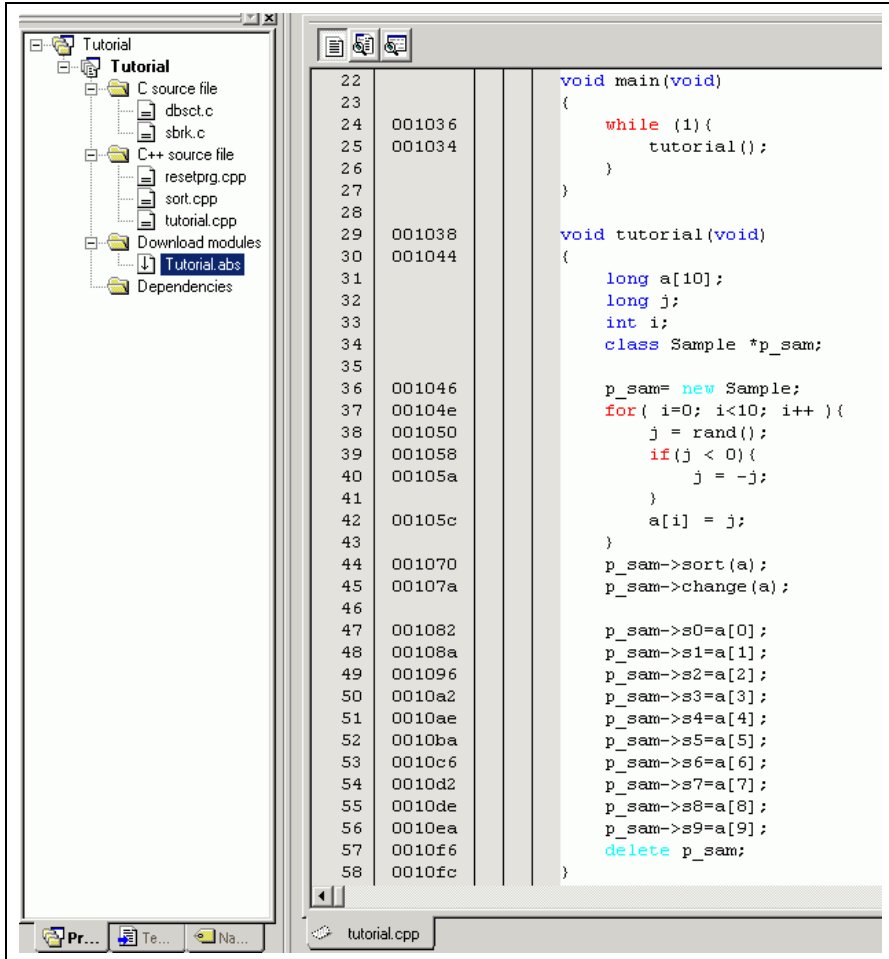 Tutorial
Tutorial
C source file
dbsct.c
sbrk.c
C++ source file
resetprg.cpp
sort.cpp
tutorial.cpp
Download modules
Tutorial.abs
Dependencies
Pr...
Te...
Na...
22 void main(void)
23 {
24 001036 while (1){
25 001034 tutorial();
26 }
27 }
28
29 001038 void tutorial(void)
30 001044 {
31 long a[10];
32 long j;
33 int i;
34 class Sample *p_sam;
35
36 001046 p_sam= new Sample;
37 00104e for( i=0; i<10; i++ ){
38 001050 j = rand();
39 001058 if(j < 0){
40 00105a j = -j;
41 }
42 00105c a[i] = j;
43 }
44 001070 p_sam->sort(a);
45 00107a p_sam->change(a);
46
47 001082 p_sam->s0=a[0];
48 00108a p_sam->s1=a[1];
49 001096 p_sam->s2=a[2];
50 0010a2 p_sam->s3=a[3];
51 0010ae p_sam->s4=a[4];
52 0010ba p_sam->s5=a[5];
53 0010c6 p_sam->s6=a[6];
54 0010d2 p_sam->s7=a[7];
55 0010de p_sam->s8=a[8];
56 0010ea p_sam->s9=a[9];
57 0010f6 delete p_sam;
58 0010fc }
tutorial.cpp